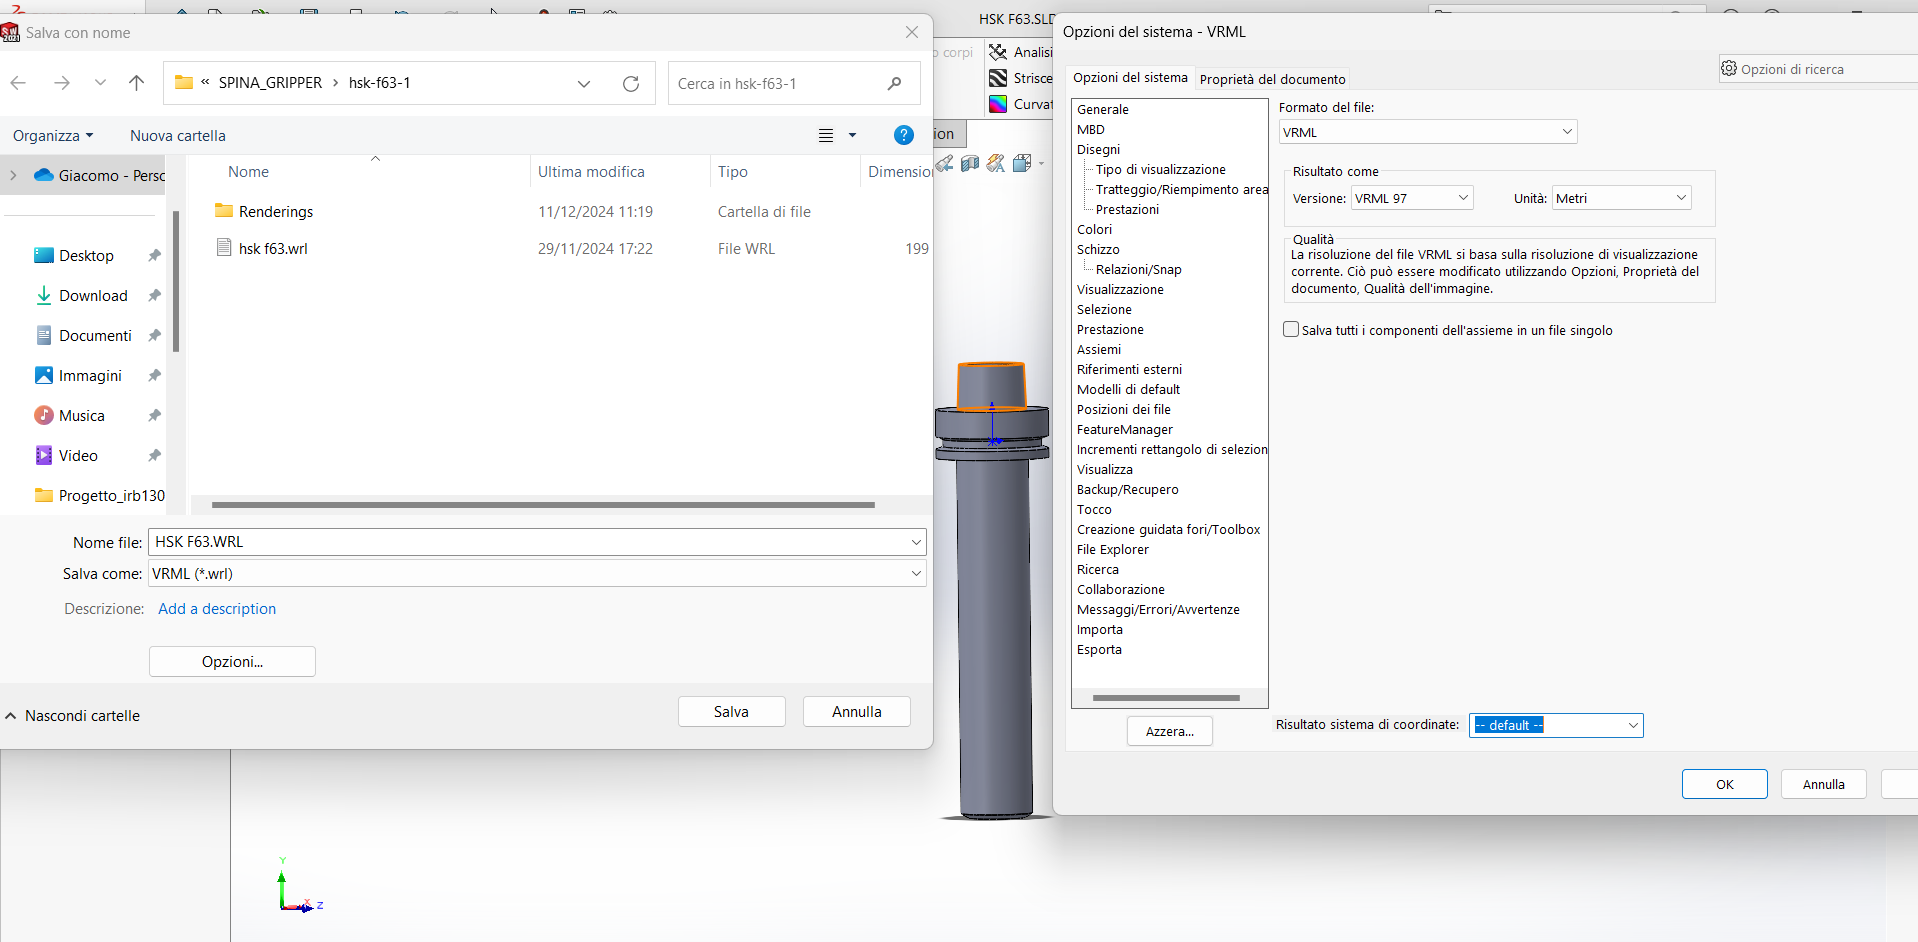 HSK F63.SLD
Salva con nome
SPINA_GRIPPER
hsk-f63-1
Cerca in hsk-f63-1
Organizza
Nuova cartella
Giacomo - Persc
Desktop
Download
Documenti
Immagini
Musica
Video
Progetto_irb130
Nome
Ultima modifica
Tipo
Dimensio
Renderings
11/12/2024 11:19
Cartella di file
hsk f63.wrl
29/11/2024 17:22
File WRL
199
Nome file:
HSK F63.WRL
Salva come:
VRML (*.wrl)
Descrizione:
Add a description
Opzioni...
Nascondi cartelle
Salva
Annulla
o corpi
Analisi
Strisce
Curvat
ion
Y
X
Z
Opzioni del sistema - VRML
Opzioni del sistema
Proprietà del documento
Opzioni di ricerca
Generale
MBD
Disegni
Tipo di visualizzazione
Tratteggio/Riempimento area
Prestazioni
Colori
Schizzo
Relazioni/Snap
Visualizzazione
Selezione
Prestazione
Assiemi
Riferimenti esterni
Modelli di default
Posizioni dei file
FeatureManager
Incrementi rettangolo di selezion
Visualizza
Backup/Recupero
Tocco
Creazione guidata fori/Toolbox
File Explorer
Ricerca
Collaborazione
Messaggi/Errori/Avvertenze
Importa
Esporta
Azzera...
Formato del file:
VRML
Risultato come
Versione:
VRML 97
Unità:
Metri
Qualità
La risoluzione del file VRML si basa sulla risoluzione di visualizzazione
corrente. Ciò può essere modificato utilizzando Opzioni, Proprietà del
documento, Qualità dell'immagine.
Salva tutti i componenti dell'assieme in un file singolo
Risultato sistema di coordinate:
-- default --
OK
Annulla